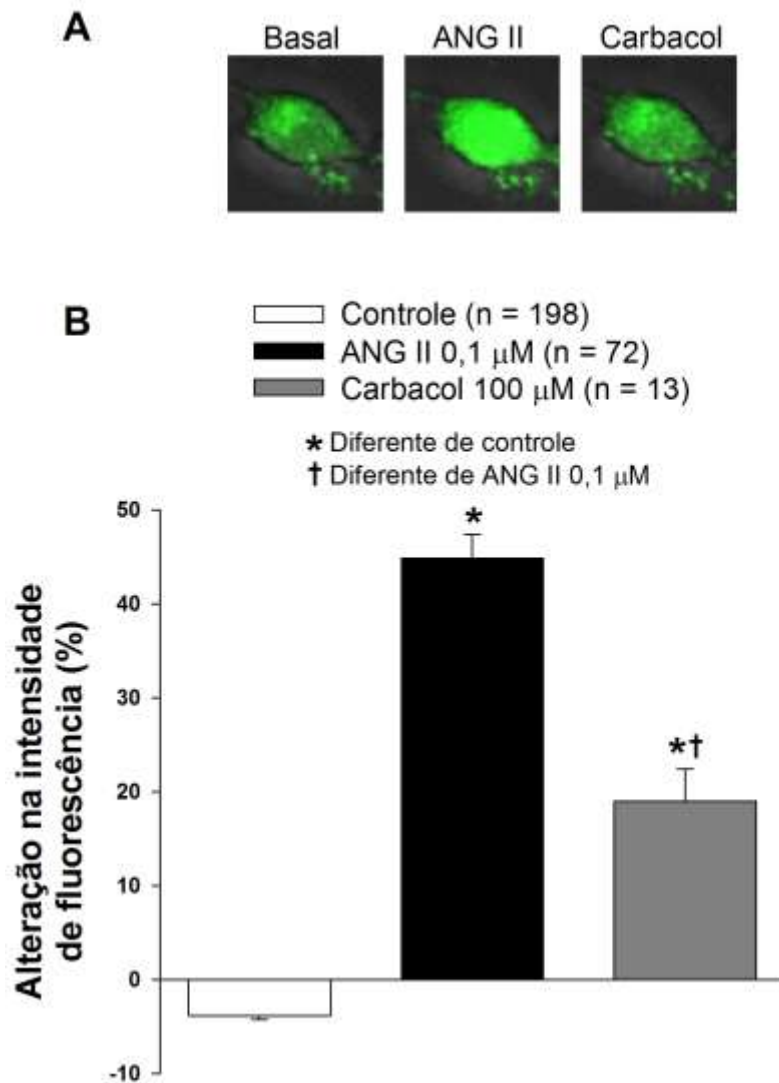 A
Basal ANG II Carbacol
B
Controle (n = 198)
ANG II 0,1 μM (n = 72)
Carbacol 100 μM (n = 13)
* Diferente de controle
† Diferente de ANG II 0,1 μM
Alteração na intensidade
de fluorescência (%)
50
40
30
20
10
0
-10
*
*†